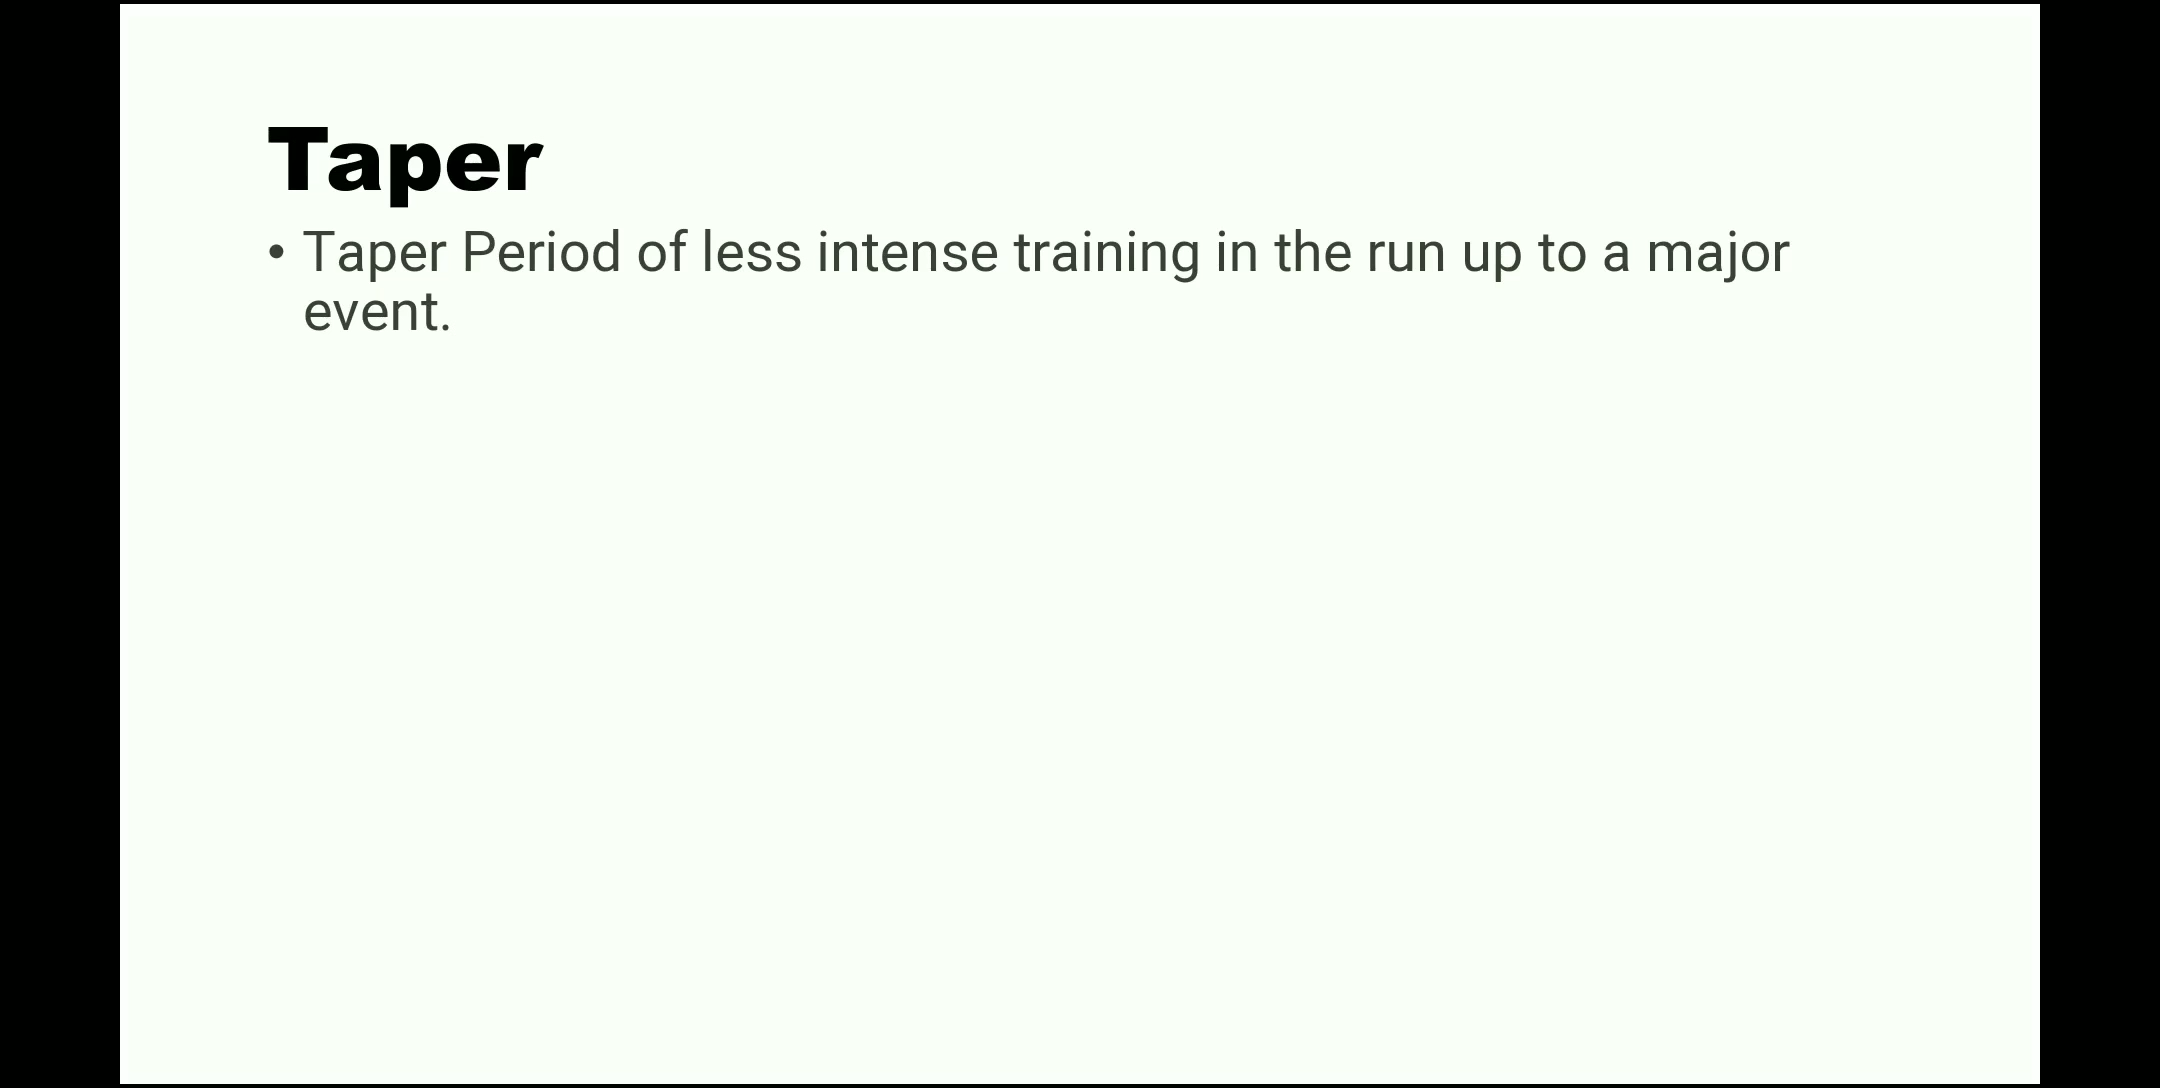 Taper
• Taper Period of less intense training in the run up to a major
event.